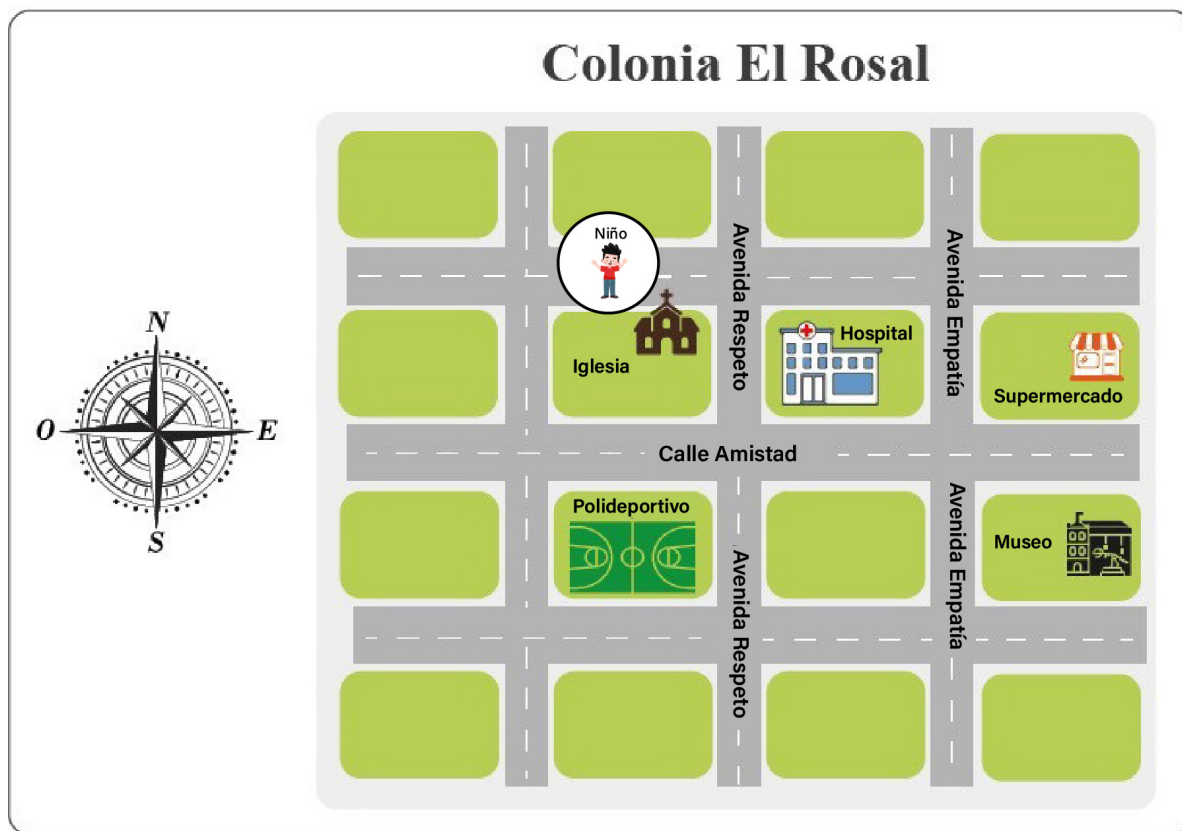 Colonia El Rosal
Niño
Avenida Respeto
Avenida Empatía
Iglesia
Hospital
Supermercado
N
O
E
S
Calle Amistad
Polideportivo
Museo
Avenida Respeto
Avenida Empatía